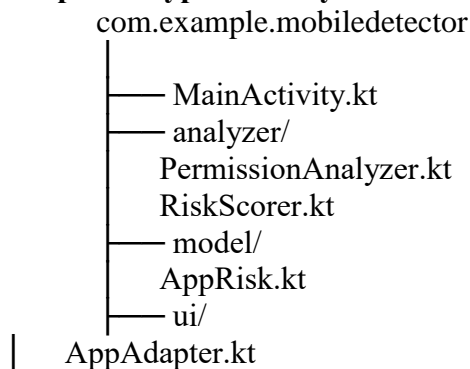 com.example.mobiledetector
MainActivity.kt
analyzer/
PermissionAnalyzer.kt
RiskScorer.kt
model/
AppRisk.kt
ui/
AppAdapter.kt